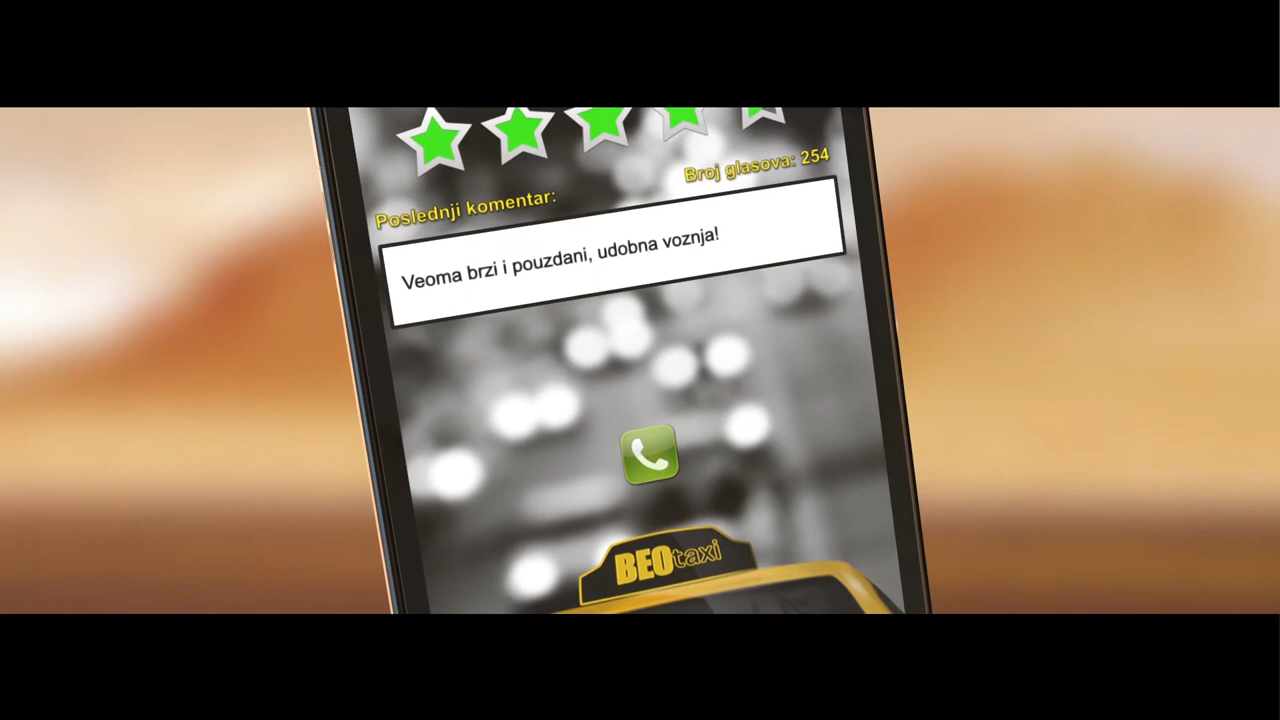 Broj glasova: 254
Poslednji komentar:
Veoma brzi i pouzdani, udobna voznja!
BEOtaxi